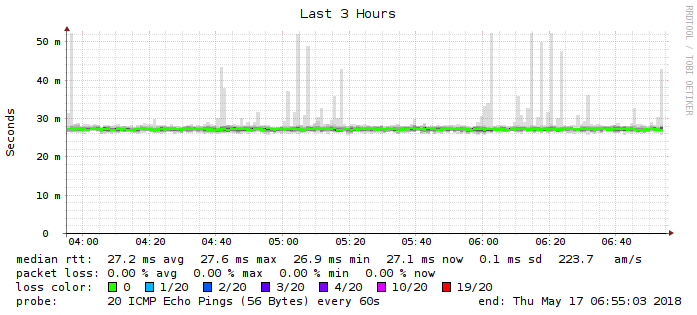 Last 3 Hours
RRDTOOL / TOBI OETIKER
Seconds
50 m
40 m
30 m
20 m
10 m
0
04:00 04:20 04:40 05:00 05:20 05:40 06:00 06:20 06:40
median rtt: 27.2 ms avg 27.6 ms max 26.9 ms min 27.1 ms now 0.1 ms sd 223.7 am/s
packet loss: 0.00 % avg 0.00 % max 0.00 % min 0.00 % now
loss color: 0 1/20 2/20 3/20 4/20 10/20 19/20
probe: 20 ICMP Echo Pings (56 Bytes) every 60s end: Thu May 17 06:55:03 2018